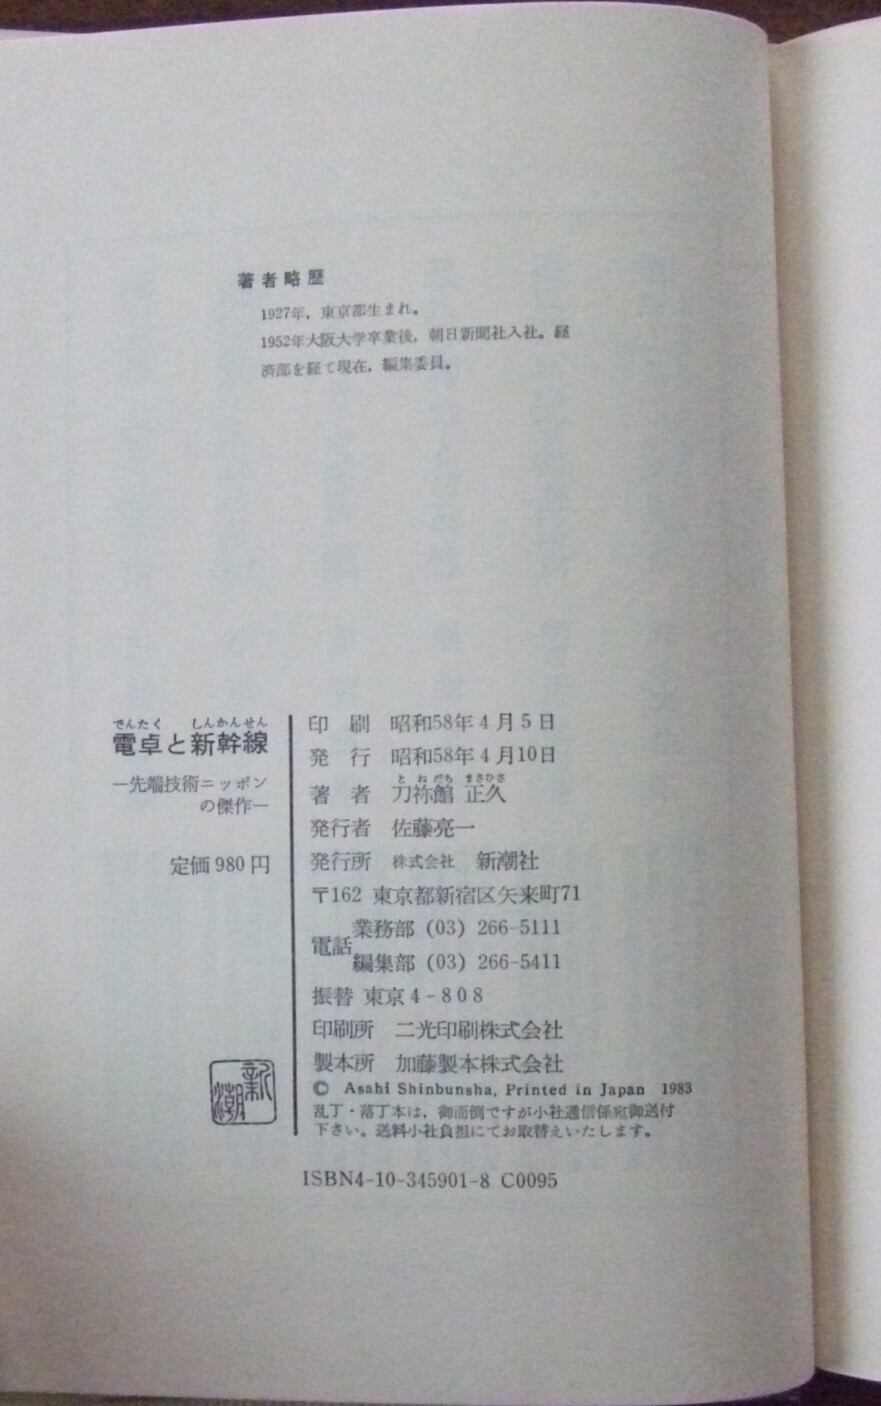 著者略歴
1927年，東京都生まれ。
1952年大阪大学卒業後，朝日新聞社入社。経
済部を経て現在，編集委員。
でんたく しんかんせん
電卓と新幹線
―先端技術ニッポン
の傑作―
定価980円
印 刷 昭和58年4月5日
発 行 昭和58年4月10日
と ね だち まさひさ
著 者 刀祢館 正久
発行者 佐藤亮一
発行所 株式会社 新潮社
〒162 東京都新宿区矢来町71
電話
業務部 (03) 266-5111
編集部 (03) 266-5411
振替 東京4-808
印刷所 二光印刷株式会社
製本所 加藤製本株式会社
© Asahi Shinbunsha, Printed in Japan 1983
乱丁・落丁本は，御面倒ですが小社通信係宛御送付
下さい。送料小社負担にてお取替えいたします。
新潮
ISBN4-10-345901-8 C0095